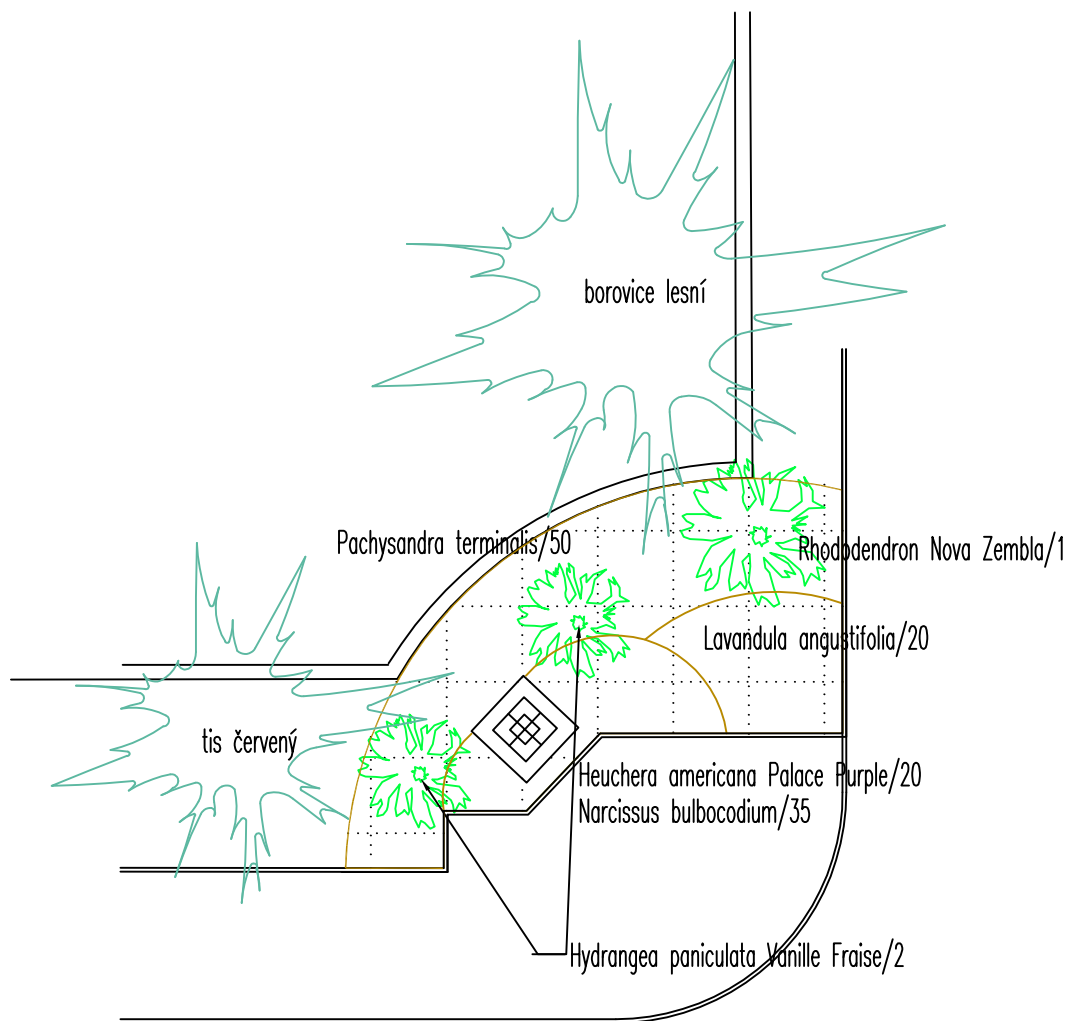 borovice lesní
Pachysandra terminalis/50
Rhododendron Nova Zembla/1
Lavandula angustifolia/20
tis červený
Heuchera americana Palace Purple/20
Narcissus bulbocodium/35
Hydrangea paniculata Vanille Fraise/2